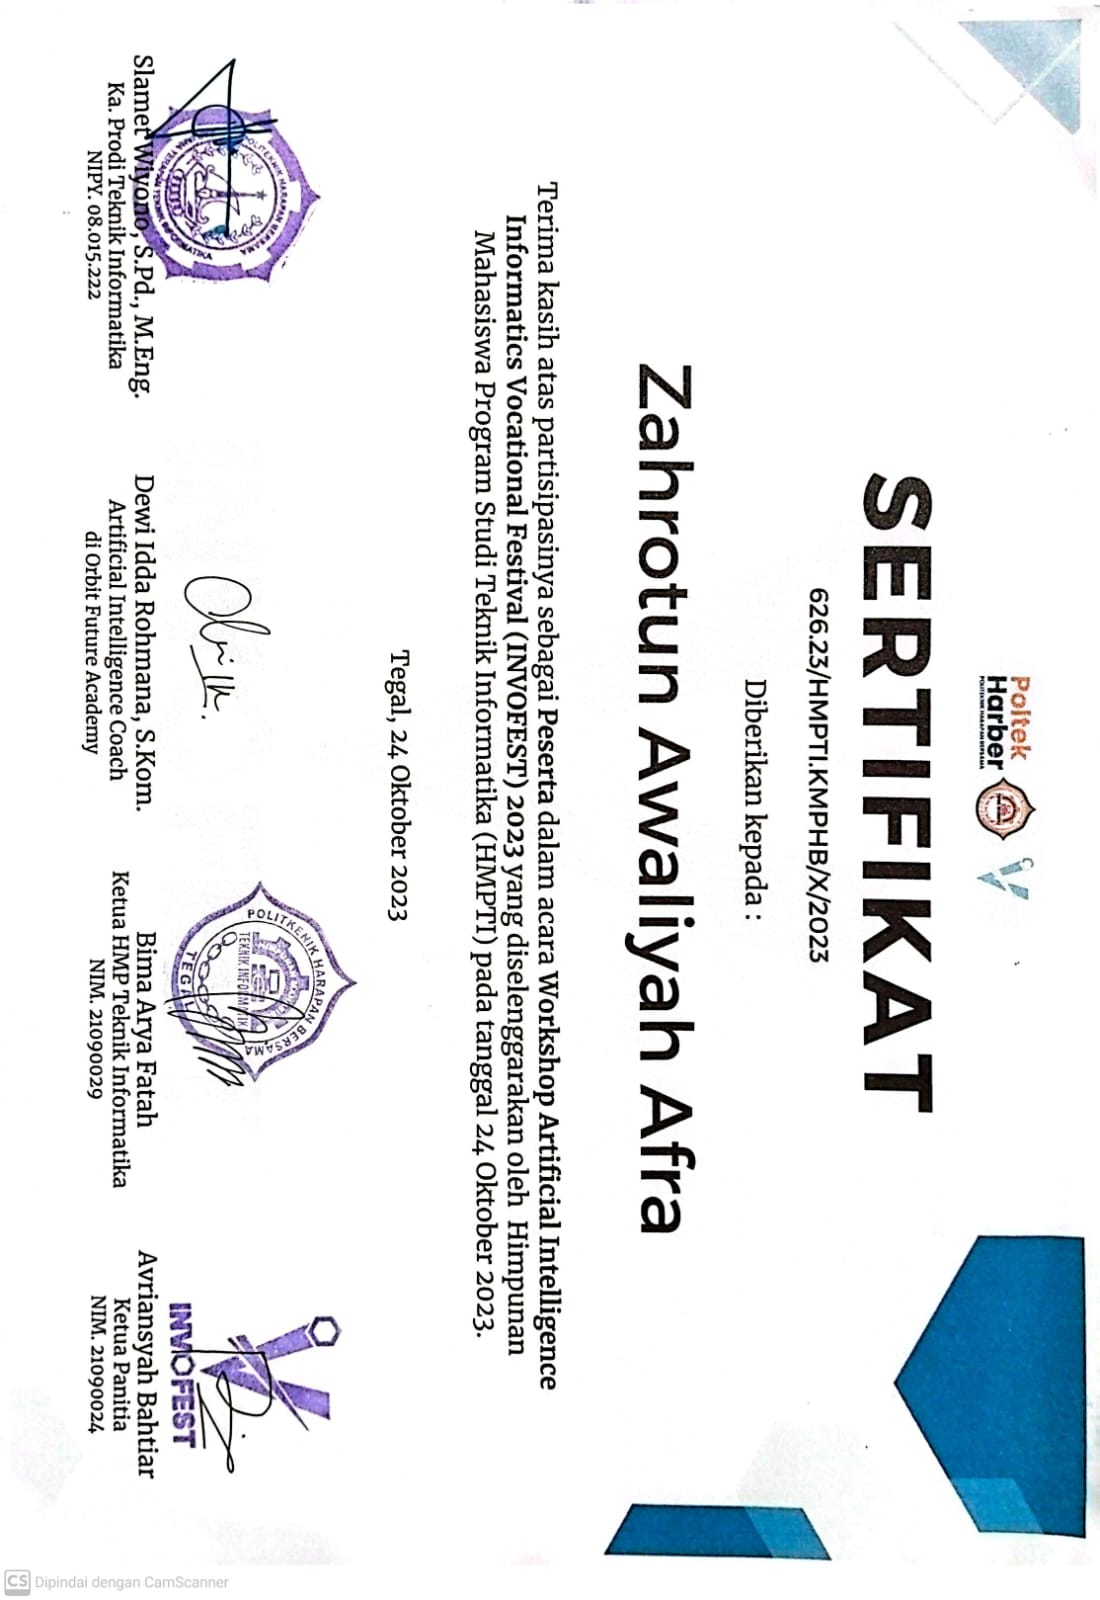 Poltek
Harber
POLITEKNIK HARAPAN BERSAMA
SERTIFIKAT
626.23/HMPTI.KMPHB/X/2023
Diberikan kepada :
Zahrotun Awaliyah Afra
Terima kasih atas partisipasinya sebagai Peserta dalam acara Workshop Artificial Intelligence
Informatics Vocational Festival (INVOFEST) 2023 yang diselenggarakan oleh Himpunan
Mahasiswa Program Studi Teknik Informatika (HMPTI) pada tanggal 24 Oktober 2023.
Tegal, 24 Oktober 2023
POLITEKNIK HARAPAN BERSAMA
TERAPAN TEKNIK INFORMATIKA
POLITKENIK HARAPAN BERSAMA
TEKNIK INFORMATIKA
TEGAL
INVOFEST
Slamet Wiyono, S.Pd., M.Eng.
Ka. Prodi Teknik Informatika
NIPY. 08.015.222
Dewi Idda Rohmana, S.Kom.
Artificial Intelligence Coach
di Orbit Future Academy
Bima Arya Fatah
Ketua HMP Teknik Informatika
NIM. 21090029
Avriansyah Bahtiar
Ketua Panitia
NIM. 21090024
CS Dipindai dengan CamScanner